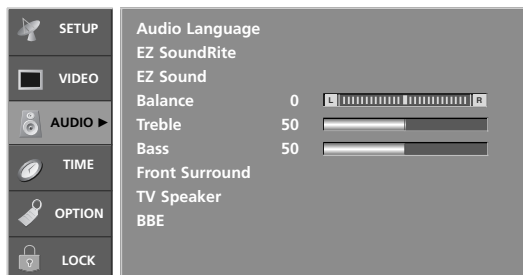 SETUP
VIDEO
AUDIO ►
TIME
OPTION
LOCK
Audio Language
EZ SoundRite
EZ Sound
Balance 0 L R
Treble 50
Bass 50
Front Surround
TV Speaker
BBE